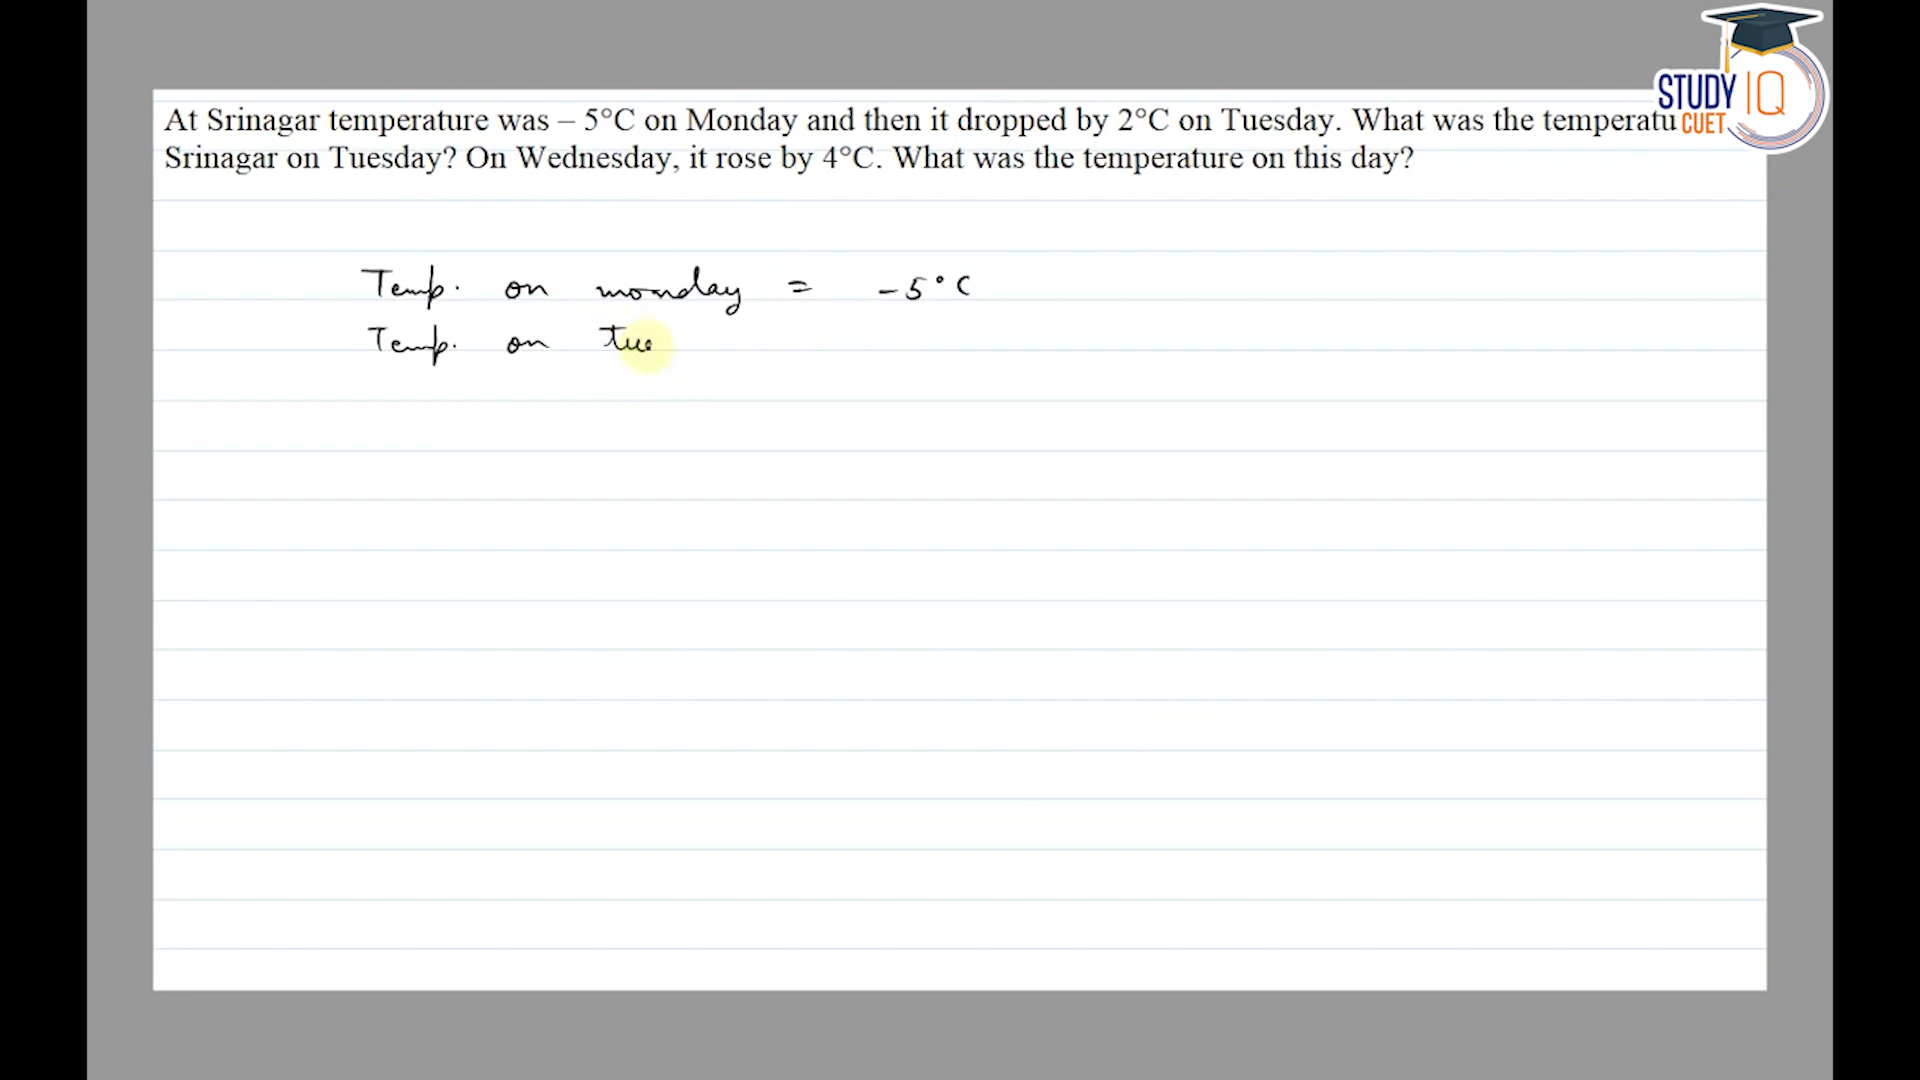 STUDY IQ
CUET
At Srinagar temperature was – 5°C on Monday and then it dropped by 2°C on Tuesday. What was the temperatu
Srinagar on Tuesday? On Wednesday, it rose by 4°C. What was the temperature on this day?
Temp. on monday = -5°C
Temp. on tue